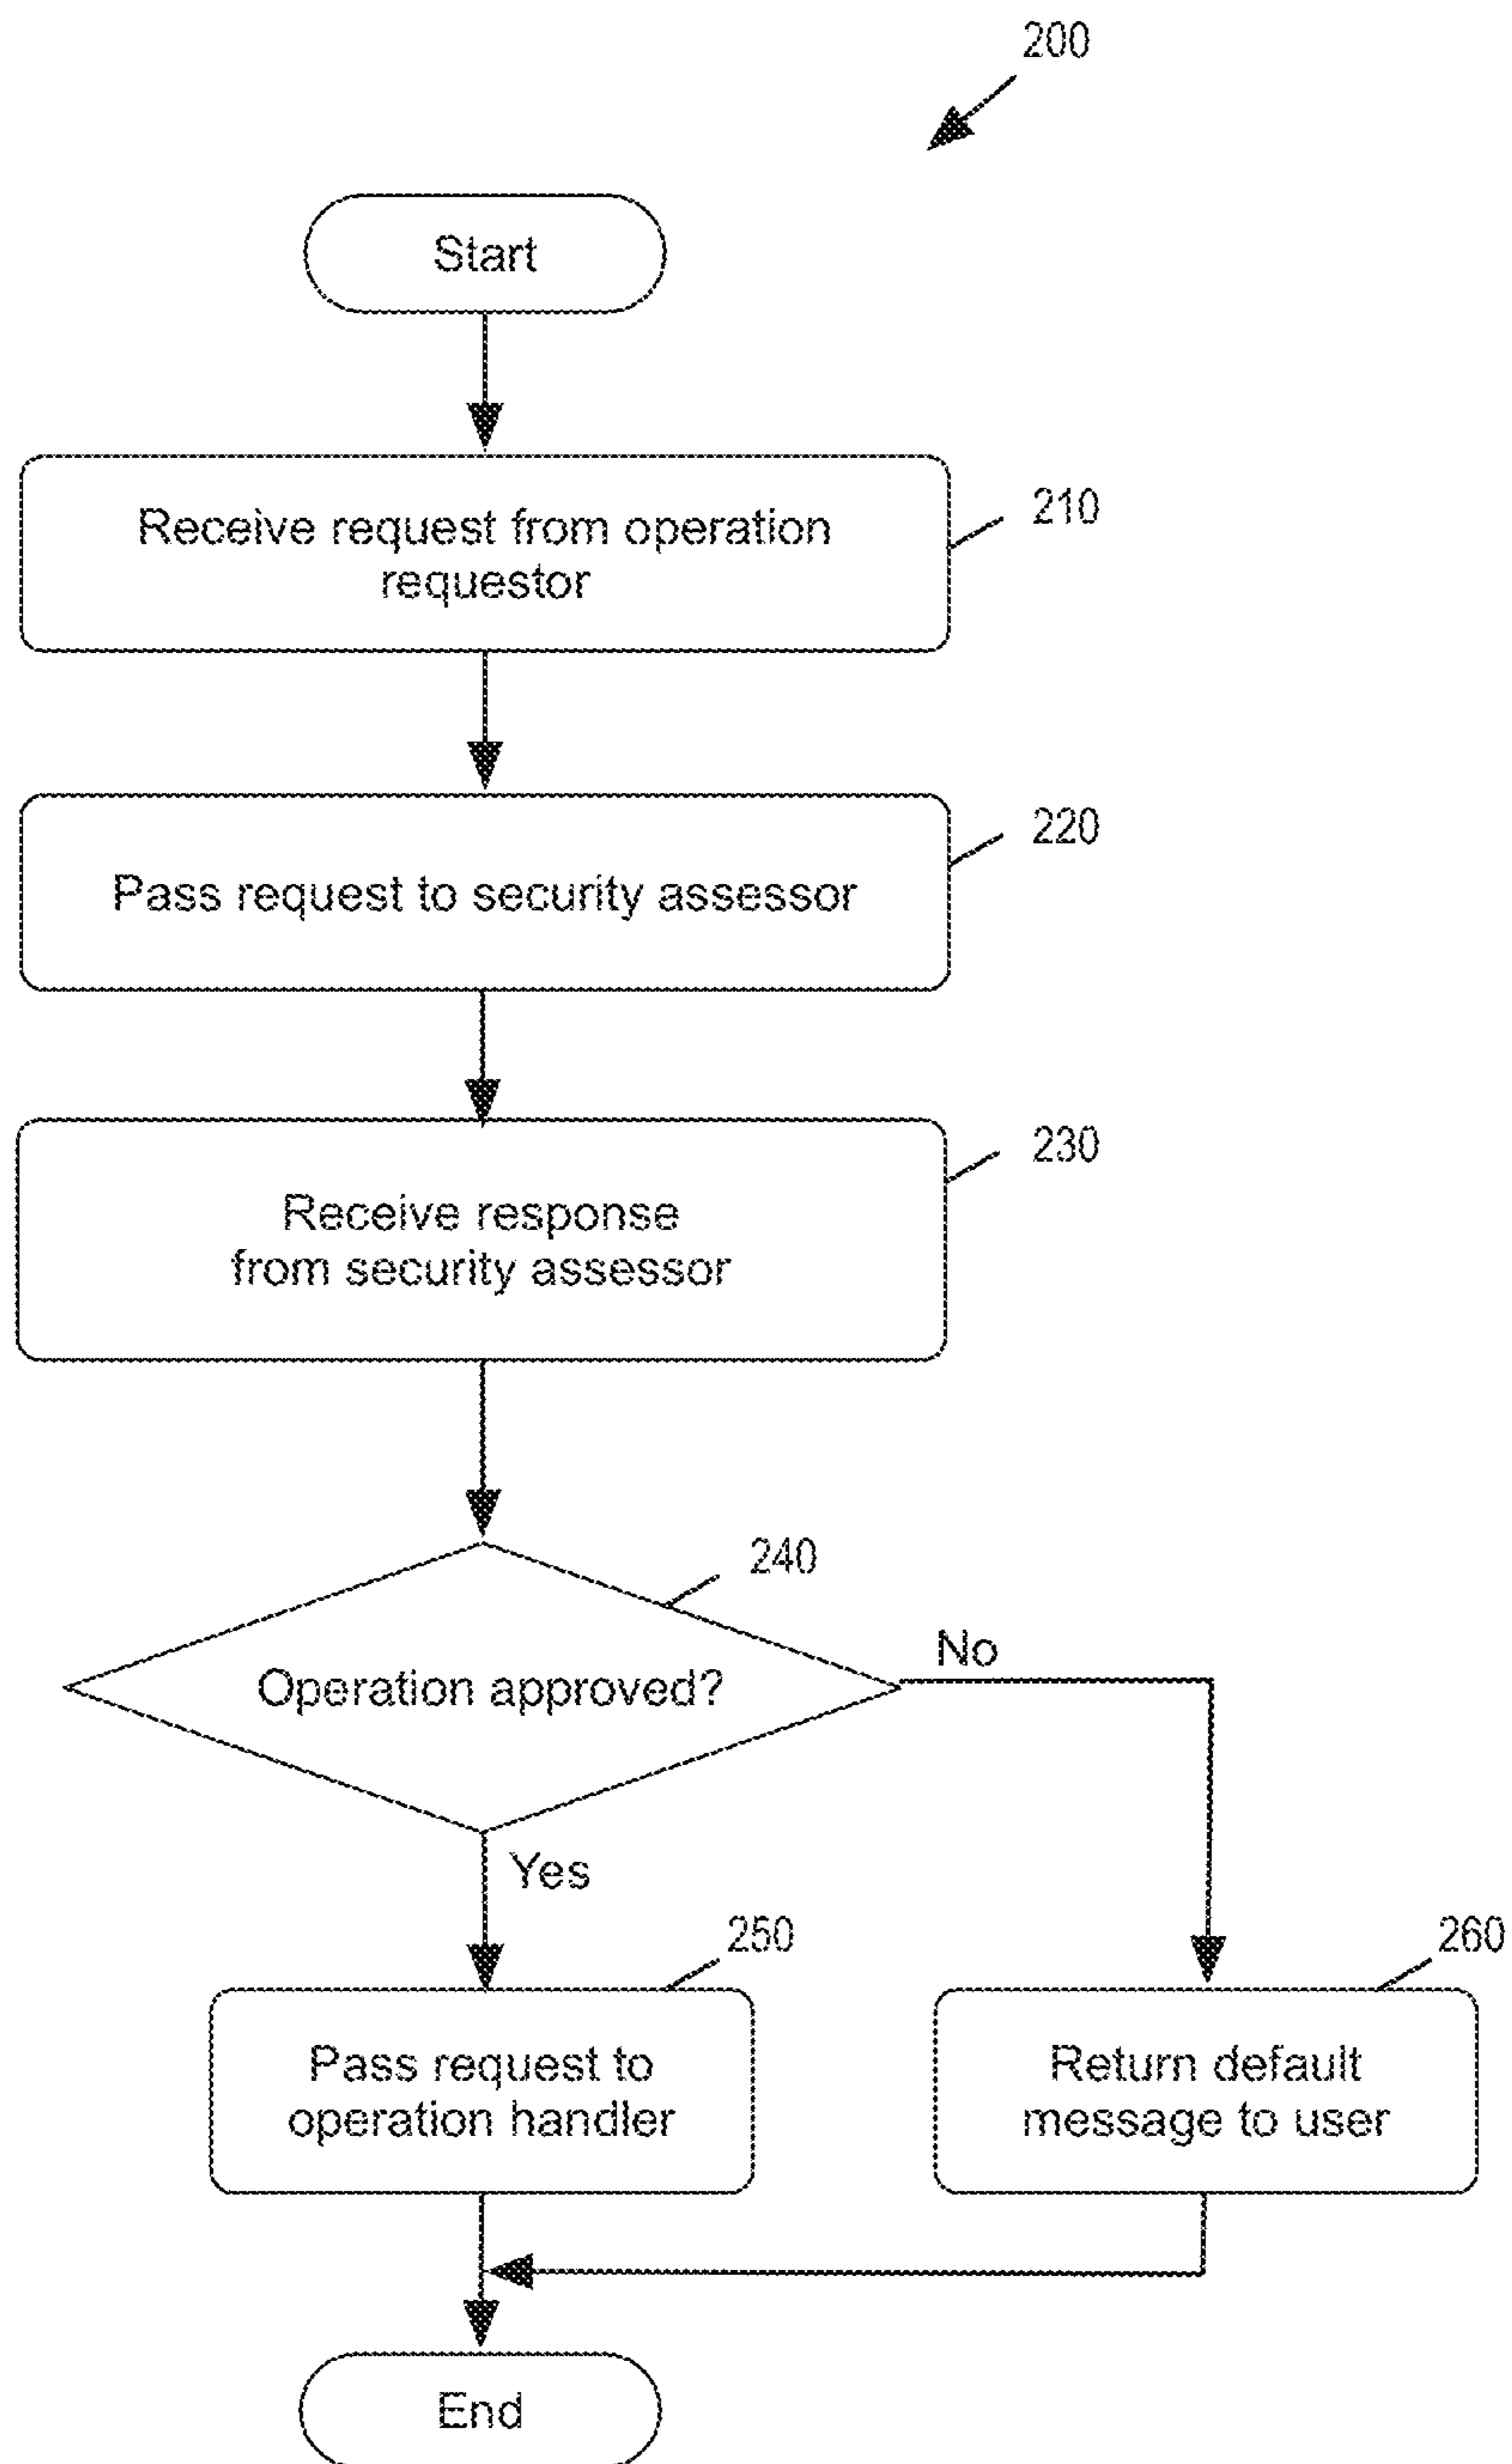 200
Start
Receive request from operation
requestor
210
Pass request to security assessor
220
Receive response
from security assessor
230
240
Operation approved?
No
Yes
250
Pass request to
operation handler
260
Return default
message to user
End